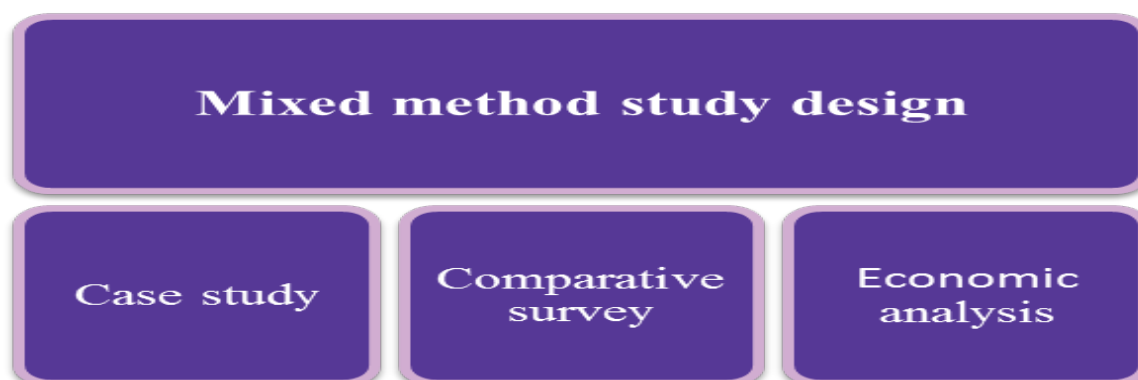 Mixed method study design
Case study
Comparative
survey
Economic
analysis